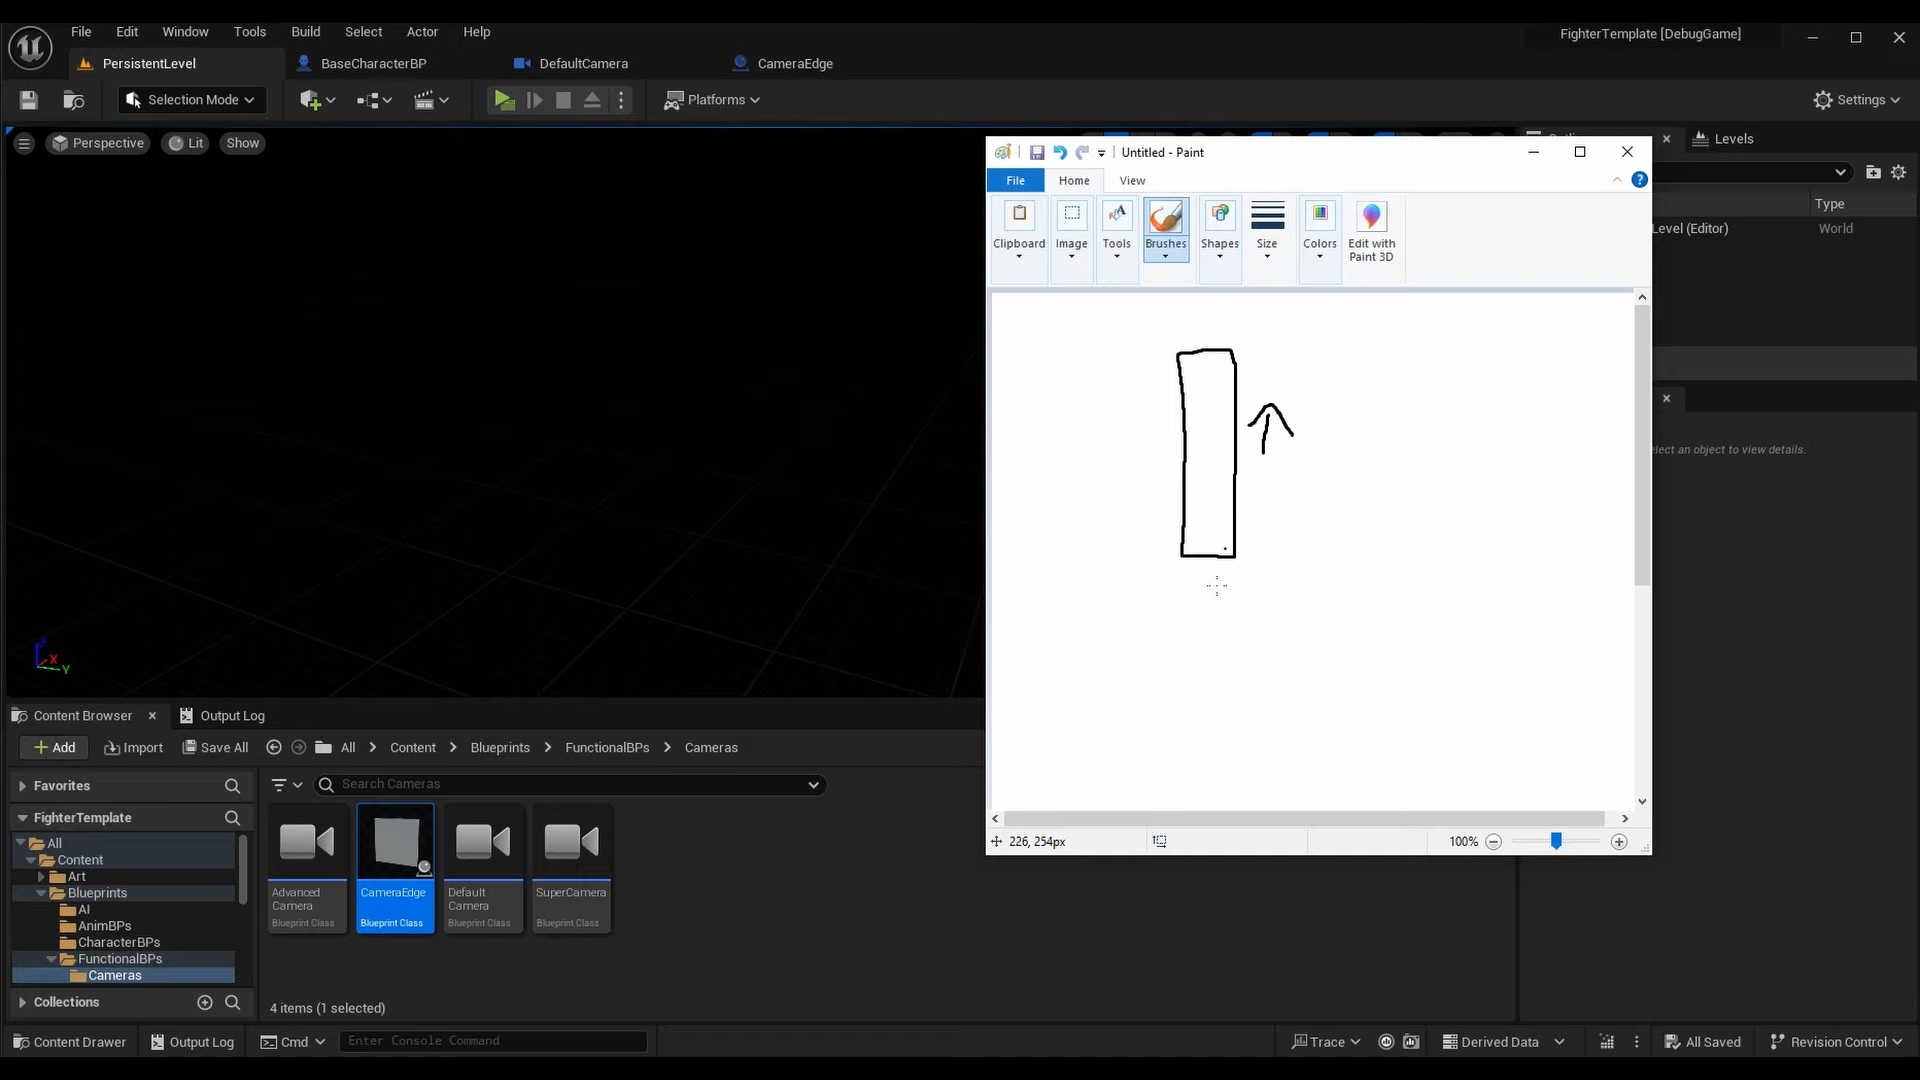 File Edit Window Tools Build Select Actor Help
FighterTemplate [DebugGame]
PersistentLevel BaseCharacterBP DefaultCamera CameraEdge
Selection Mode Platforms Settings
Perspective Lit Show
Levels
Untitled - Paint
File Home View
Clipboard Image Tools Brushes Shapes Size Colors Edit with
Paint 3D
Type
Level (Editor) World
elect an object to view details.
Z X Y
226, 254px 100%
Content Browser Output Log
Add Import Save All All Content Blueprints FunctionalBPs Cameras
Favorites
Search Cameras
FighterTemplate
All
Content
Art
Blueprints
AI
AnimBPs
CharacterBPs
FunctionalBPs
Cameras
Collections
Advanced
Camera
Blueprint Class
CameraEdge
Blueprint Class
Default
Camera
Blueprint Class
SuperCamera
Blueprint Class
4 items (1 selected)
Content Drawer Output Log Cmd Enter Console Command Trace Derived Data All Saved Revision Control